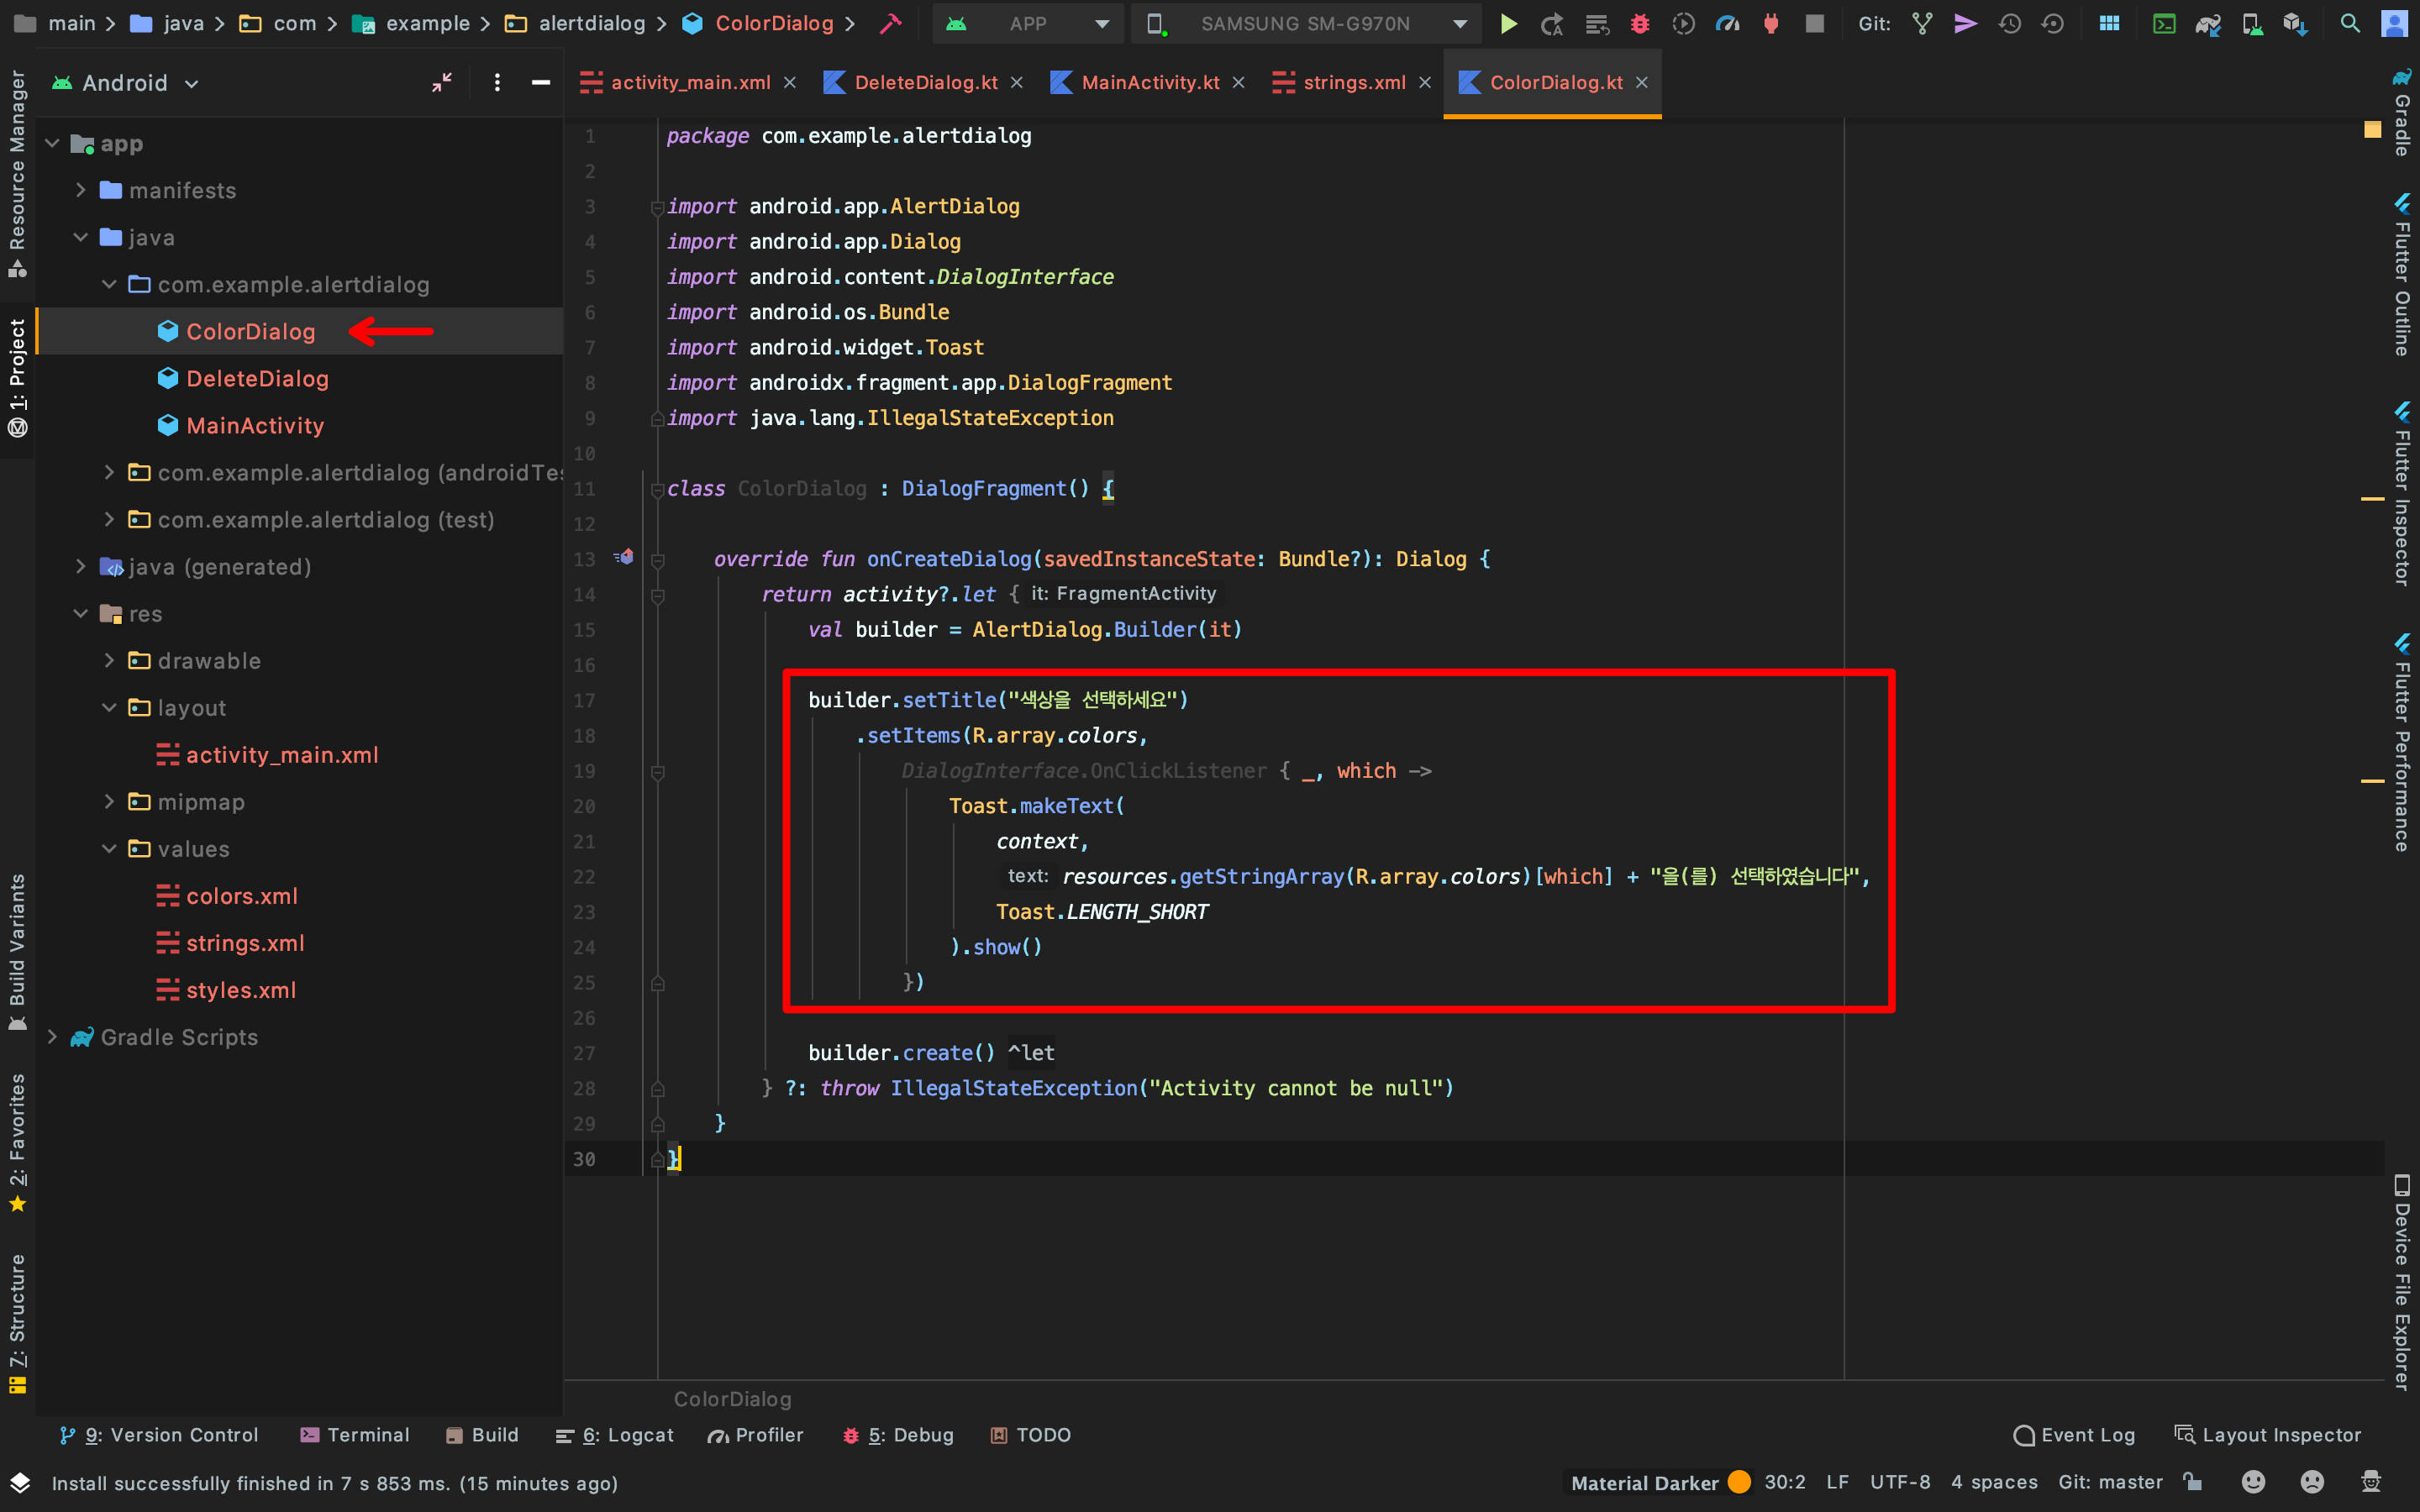 main > java > com > example > alertdialog > ColorDialog > APP SAMSUNG SM-G970N Git:
Resource Manager
1: Project
Build Variants
2: Favorites
7: Structure
Android
app
manifests
java
com.example.alertdialog
ColorDialog
DeleteDialog
MainActivity
com.example.alertdialog (androidTes
com.example.alertdialog (test)
java (generated)
res
drawable
layout
activity_main.xml
mipmap
values
colors.xml
strings.xml
styles.xml
Gradle Scripts
activity_main.xml DeleteDialog.kt MainActivity.kt strings.xml ColorDialog.kt
1 package com.example.alertdialog
2
3 import android.app.AlertDialog
4 import android.app.Dialog
5 import android.content.DialogInterface
6 import android.os.Bundle
7 import android.widget.Toast
8 import androidx.fragment.app.DialogFragment
9 import java.lang.IllegalStateException
10
11 class ColorDialog : DialogFragment() {
12
13 override fun onCreateDialog(savedInstanceState: Bundle?): Dialog {
14 return activity?.let { it: FragmentActivity
15 val builder = AlertDialog.Builder(it)
16
17 builder.setTitle("색상을 선택하세요")
18 .setItems(R.array.colors,
19 DialogInterface.OnClickListener { _, which ->
20 Toast.makeText(
21 context,
22 text: resources.getStringArray(R.array.colors)[which] + "을(를) 선택하였습니다",
23 Toast.LENGTH_SHORT
24 ).show()
25 })
26
27 builder.create() ^let
28 } ?: throw IllegalStateException("Activity cannot be null")
29 }
30 }
ColorDialog
Gradle
Flutter Outline
Flutter Inspector
Flutter Performance
Device File Explorer
9: Version Control Terminal Build 6: Logcat Profiler 5: Debug TODO Event Log Layout Inspector
Install successfully finished in 7 s 853 ms. (15 minutes ago) Material Darker 30:2 LF UTF-8 4 spaces Git: master